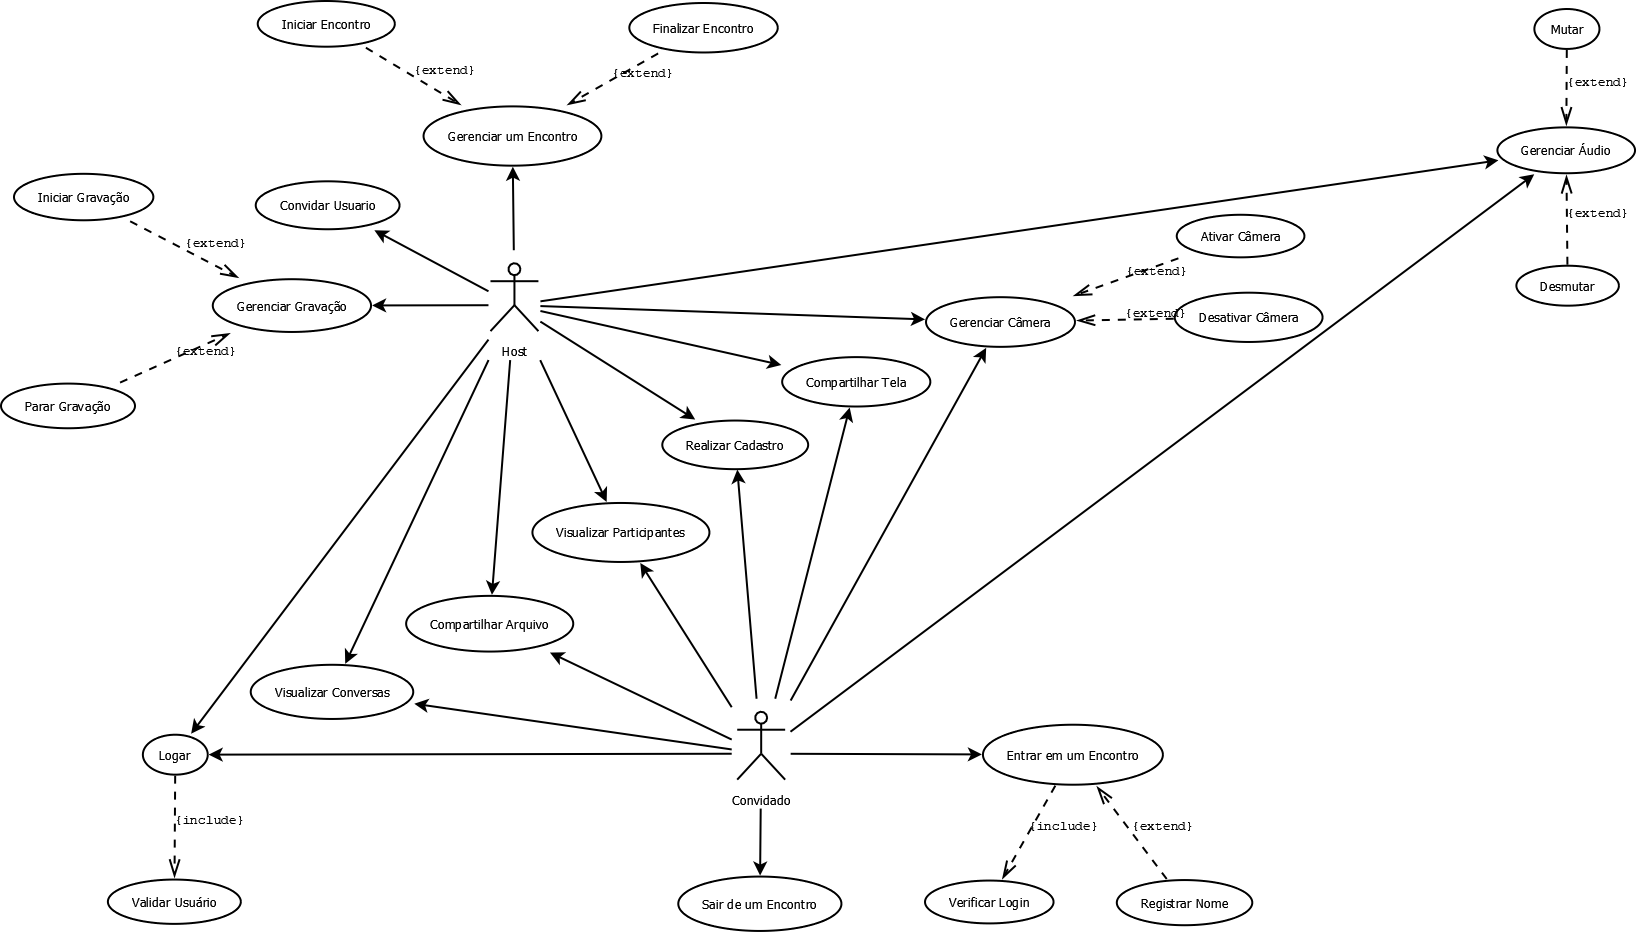 Iniciar Encontro
Finalizar Encontro
Mutar
{extend}
{extend}
{extend}
Gerenciar um Encontro
Gerenciar Áudio
Iniciar Gravação
Convidar Usuario
{extend}
Ativar Câmera
{extend}
{extend}
Desmutar
Gerenciar Gravação
{extend}
Gerenciar Câmera
Desativar Câmera
{extend}
Host
Compartilhar Tela
Parar Gravação
Realizar Cadastro
Visualizar Participantes
Compartilhar Arquivo
Visualizar Conversas
Logar
Entrar em um Encontro
Convidado
{include}
{include}
{extend}
Validar Usuário
Sair de um Encontro
Verificar Login
Registrar Nome